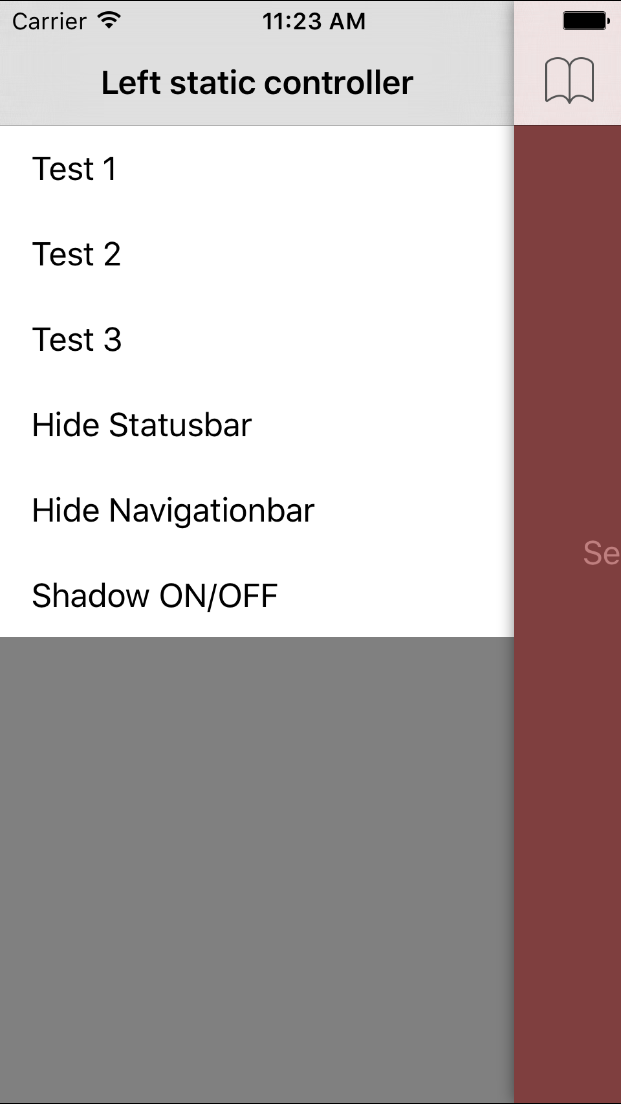 Carrier 11:23 AM
Left static controller
Test 1
Test 2
Test 3
Hide Statusbar
Hide Navigationbar
Se
Shadow ON/OFF